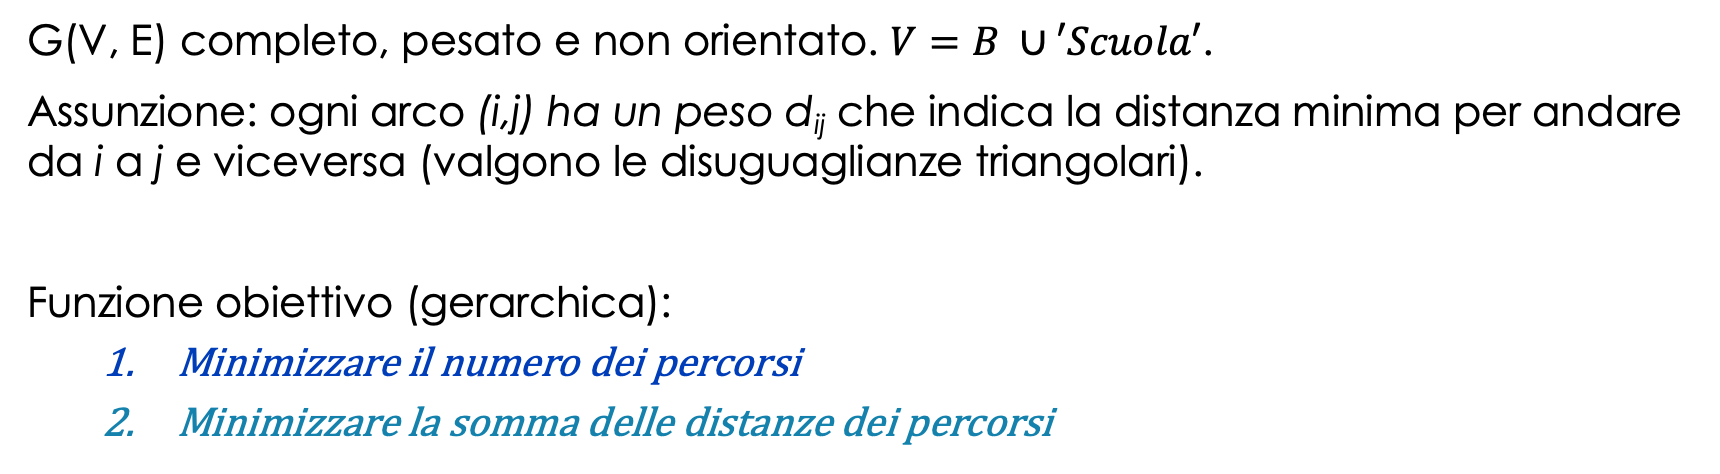 G(V, E) completo, pesato e non orientato. V = B ∪ 'Scuola'.
Assunzione: ogni arco (i,j) ha un peso dij che indica la distanza minima per andare
da i a j e viceversa (valgono le disuguaglianze triangolari).
Funzione obiettivo (gerarchica):
1. Minimizzare il numero dei percorsi
2. Minimizzare la somma delle distanze dei percorsi